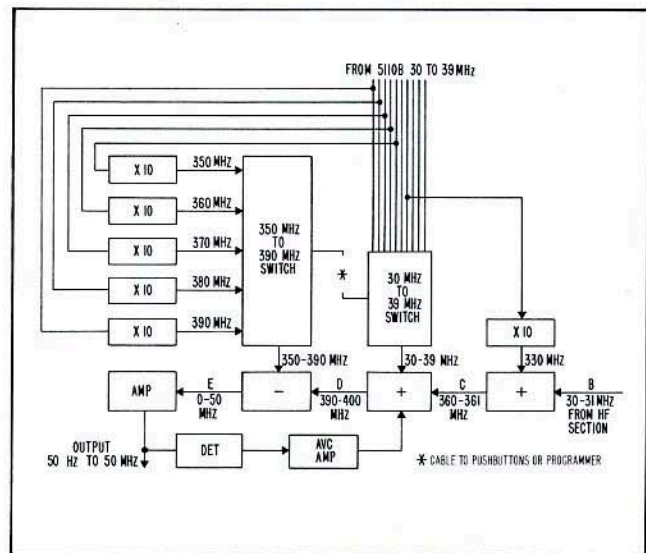 FROM 5110B 30 TO 39MHz
X 10
350 MHz
X 10
360 MHz
X 10
370 MHz
X 10
380 MHz
X 10
390 MHz
350 MHz
TO
390 MHz
SWITCH
*
30 MHz
TO
39 MHz
SWITCH
X 10
350-390 MHz
30-39 MHz
330 MHz
AMP
E
0-50
MHz
−
D
390-400
MHz
+
C
360-361
MHz
+
B
30-31 MHz
FROM HF
SECTION
OUTPUT
50 Hz TO 50 MHz
DET
AVC
AMP
* CABLE TO PUSHBUTTONS OR PROGRAMMER